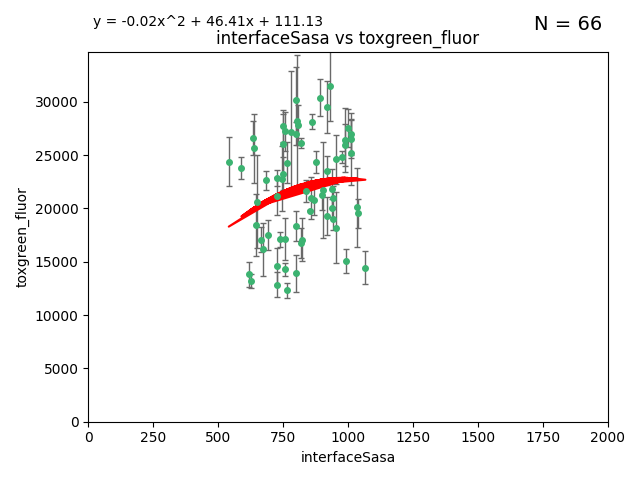 y = -0.02x^2 + 46.41x + 111.13
N = 66
interfaceSasa vs toxgreen_fluor
30000
25000
20000
15000
10000
5000
0
toxgreen_fluor
0 250 500 750 1000 1250 1500 1750 2000
interfaceSasa